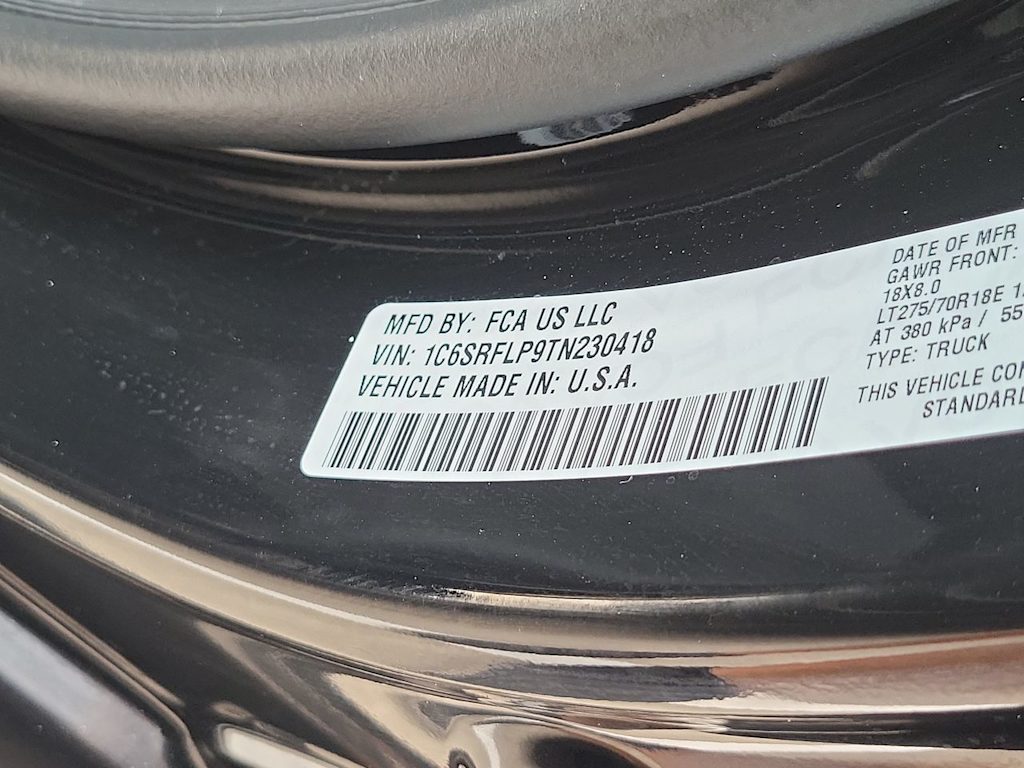 MFD BY: FCA US LLC
VIN: 1C6SRFLP9TN230418
VEHICLE MADE IN: U.S.A.
DATE OF MFR
GAWR FRONT:
18X8.0
LT275/70R18E
AT 380 kPa / 55
TYPE: TRUCK
THIS VEHICLE
STANDARD